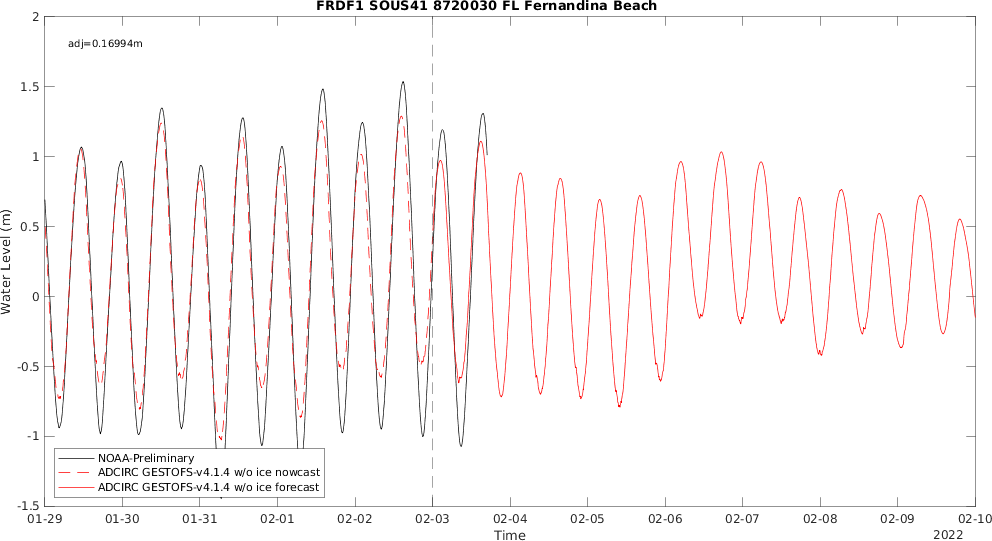 FRDF1 SOUS41 8720030 FL Fernandina Beach
2
adj=0.16994m
1.5
1
0.5
0
-0.5
-1
-1.5
Water Level (m)
NOAA-Preliminary
ADCIRC GESTOFS-v4.1.4 w/o ice nowcast
ADCIRC GESTOFS-v4.1.4 w/o ice forecast
01-29 01-30 01-31 02-01 02-02 02-03 02-04 02-05 02-06 02-07 02-08 02-09 02-10
Time 2022